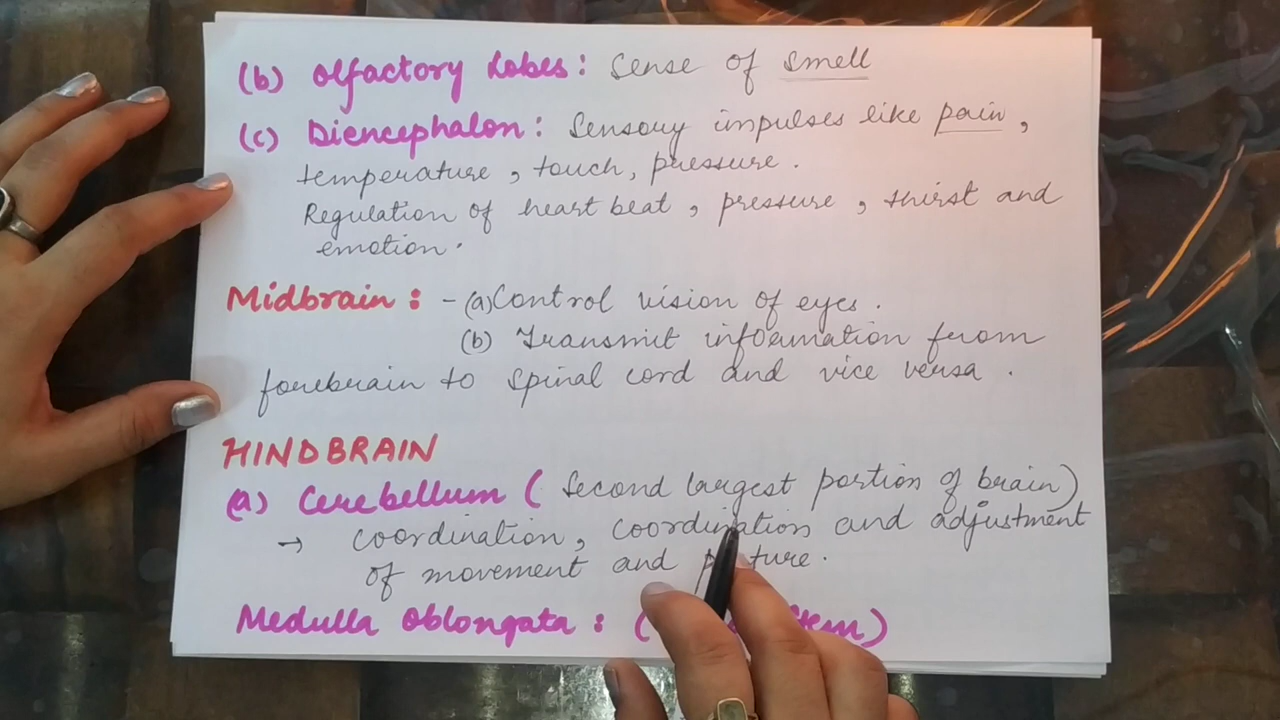 (b) Olfactory Lobes: Sense of smell
(c) Diencephalon: Sensory impulses like pain,
temperature, touch, pressure.
Regulation of heart beat, pressure, thirst and
emotion.
Midbrain: - (a) Control vision of eyes.
(b) Transmit information from
forebrain to spinal cord and vice versa.
HINDBRAIN
(a) Cerebellum (Second largest portion of brain)
→ coordination, coordination and adjustment
of movement and
Medulla Oblongata: (